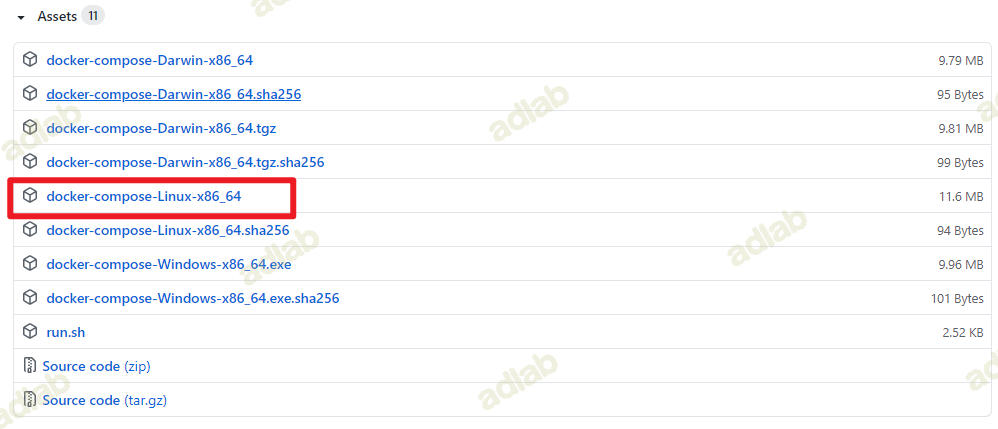 Assets 11
docker-compose-Darwin-x86_64 9.79 MB
docker-compose-Darwin-x86_64.sha256 95 Bytes
docker-compose-Darwin-x86_64.tgz 9.81 MB
docker-compose-Darwin-x86_64.tgz.sha256 99 Bytes
docker-compose-Linux-x86_64 11.6 MB
docker-compose-Linux-x86_64.sha256 94 Bytes
docker-compose-Windows-x86_64.exe 9.96 MB
docker-compose-Windows-x86_64.exe.sha256 101 Bytes
run.sh 2.52 KB
Source code (zip)
Source code (tar.gz)
adlab
adlab
adlab
adlab
adlab
adlab